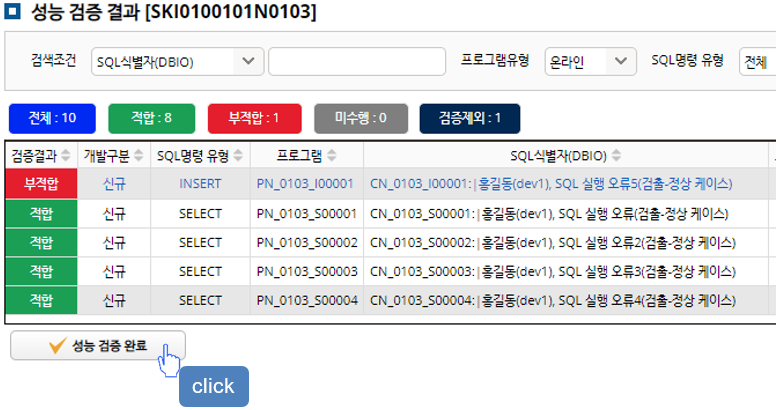 성능 검증 결과 [SKI0100101N0103]
검색조건 SQL식별자(DBIO) 프로그램유형 온라인 SQL명령 유형 전체
전체 : 10 적합 : 8 부적합 : 1 미수행 : 0 검증제외 : 1
검증결과 개발구분 SQL명령 유형 프로그램 SQL식별자(DBIO)
부적합 신규 INSERT PN_0103_I00001 CN_0103_I00001:|홍길동(dev1), SQL 실행 오류5(검출-정상 케이스)
적합 신규 SELECT PN_0103_S00001 CN_0103_S00001:|홍길동(dev1), SQL 실행 오류(검출-정상 케이스)
적합 신규 SELECT PN_0103_S00002 CN_0103_S00002:|홍길동(dev1), SQL 실행 오류2(검출-정상 케이스)
적합 신규 SELECT PN_0103_S00003 CN_0103_S00003:|홍길동(dev1), SQL 실행 오류3(검출-정상 케이스)
적합 신규 SELECT PN_0103_S00004 CN_0103_S00004:|홍길동(dev1), SQL 실행 오류4(검출-정상 케이스)
성능 검증 완료
click